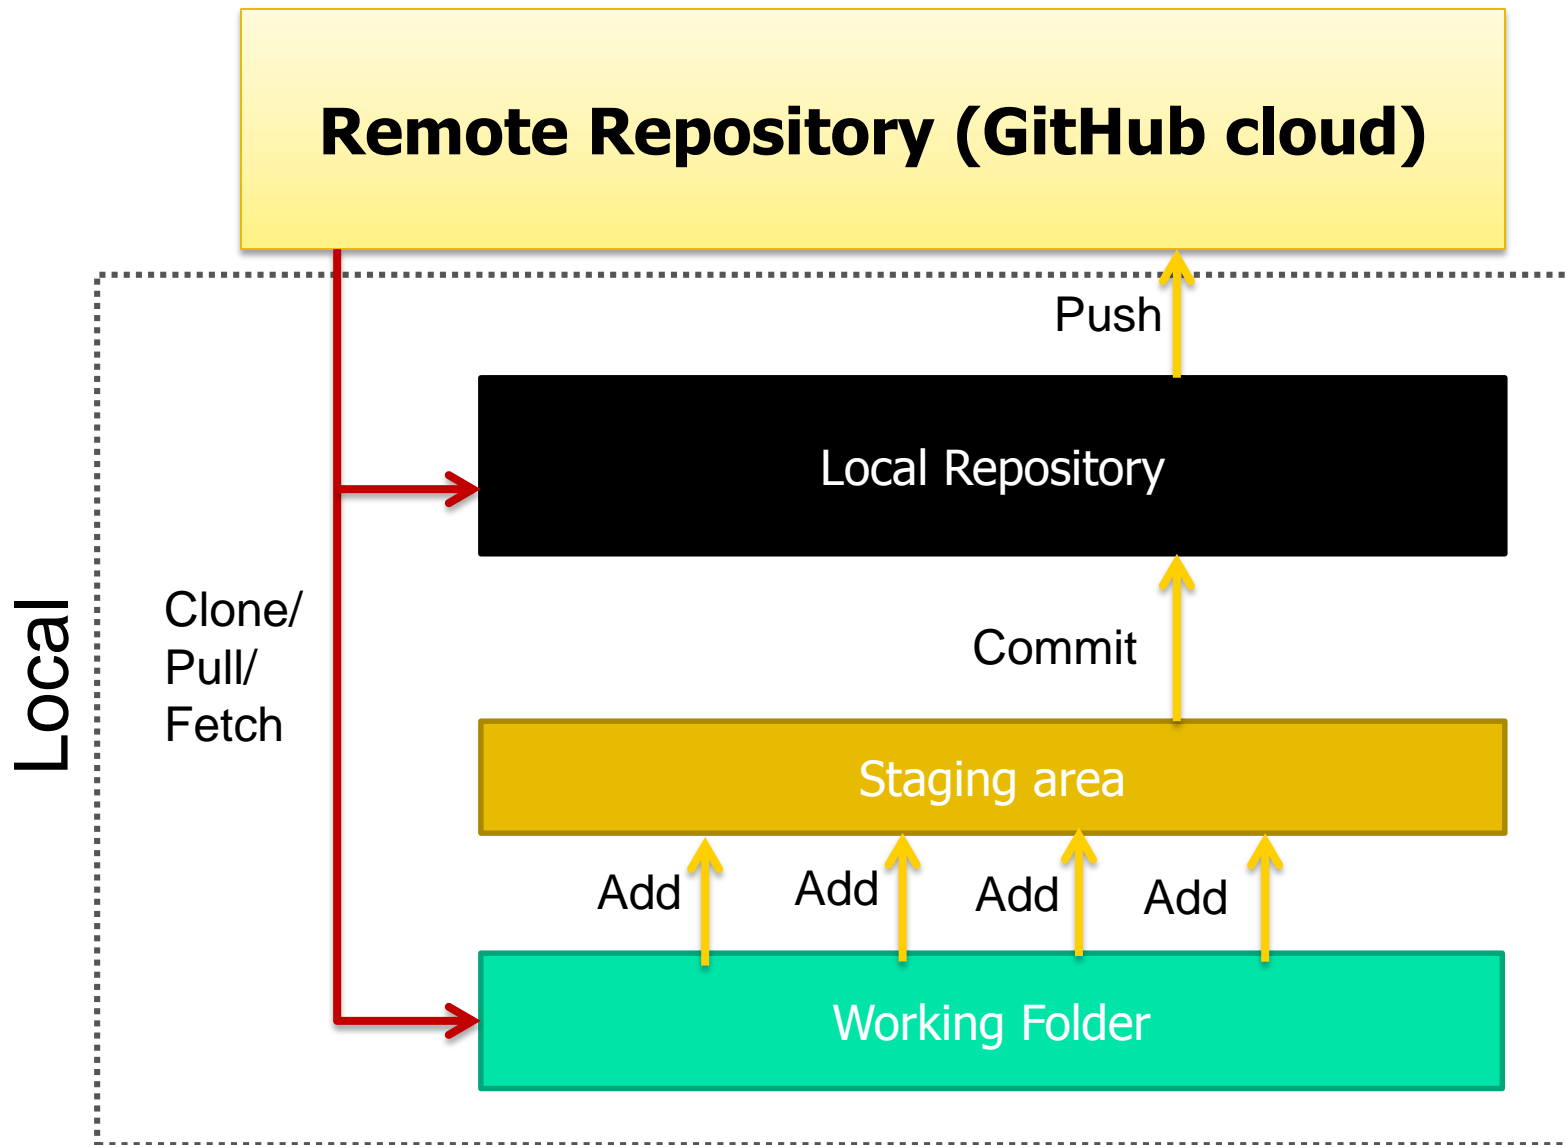 Remote Repository (GitHub cloud)
Push
Local Repository
Local
Clone/
Pull/
Fetch
Commit
Staging area
Add
Add
Add
Add
Working Folder